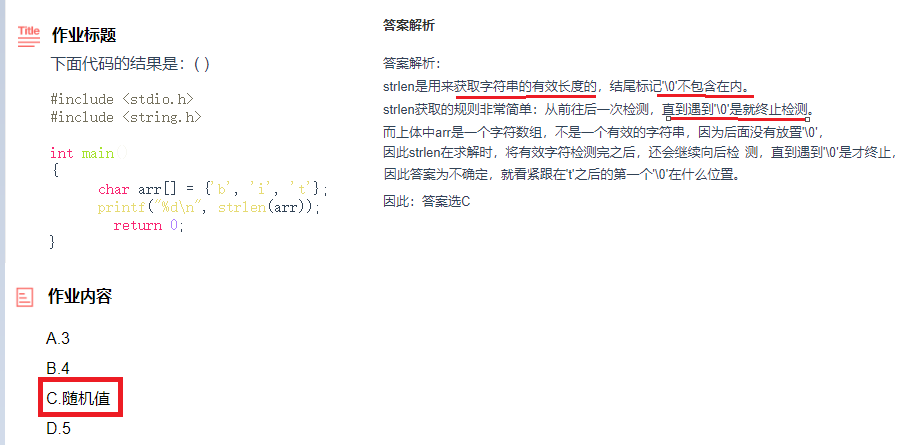 Title 作业标题
下面代码的结果是：( )
#include <stdio.h>
#include <string.h>
int main
{
char arr[] = {'b', 'i', 't'};
printf("%d\n", strlen(arr));
return 0;
}
作业内容
A.3
B.4
C.随机值
D.5
答案解析
答案解析：
strlen是用来获取字符串的有效长度的，结尾标记'\0'不包含在内。
strlen获取的规则非常简单：从前往后一次检测，直到遇到'\0'是就终止检测。
而上体中arr是一个字符数组，不是一个有效的字符串，因为后面没有放置'\0'，
因此strlen在求解时，将有效字符检测完之后，还会继续向后检 测，直到遇到'\0'是才终止，
因此答案为不确定，就看紧跟在't'之后的第一个'\0'在什么位置。
因此：答案选C